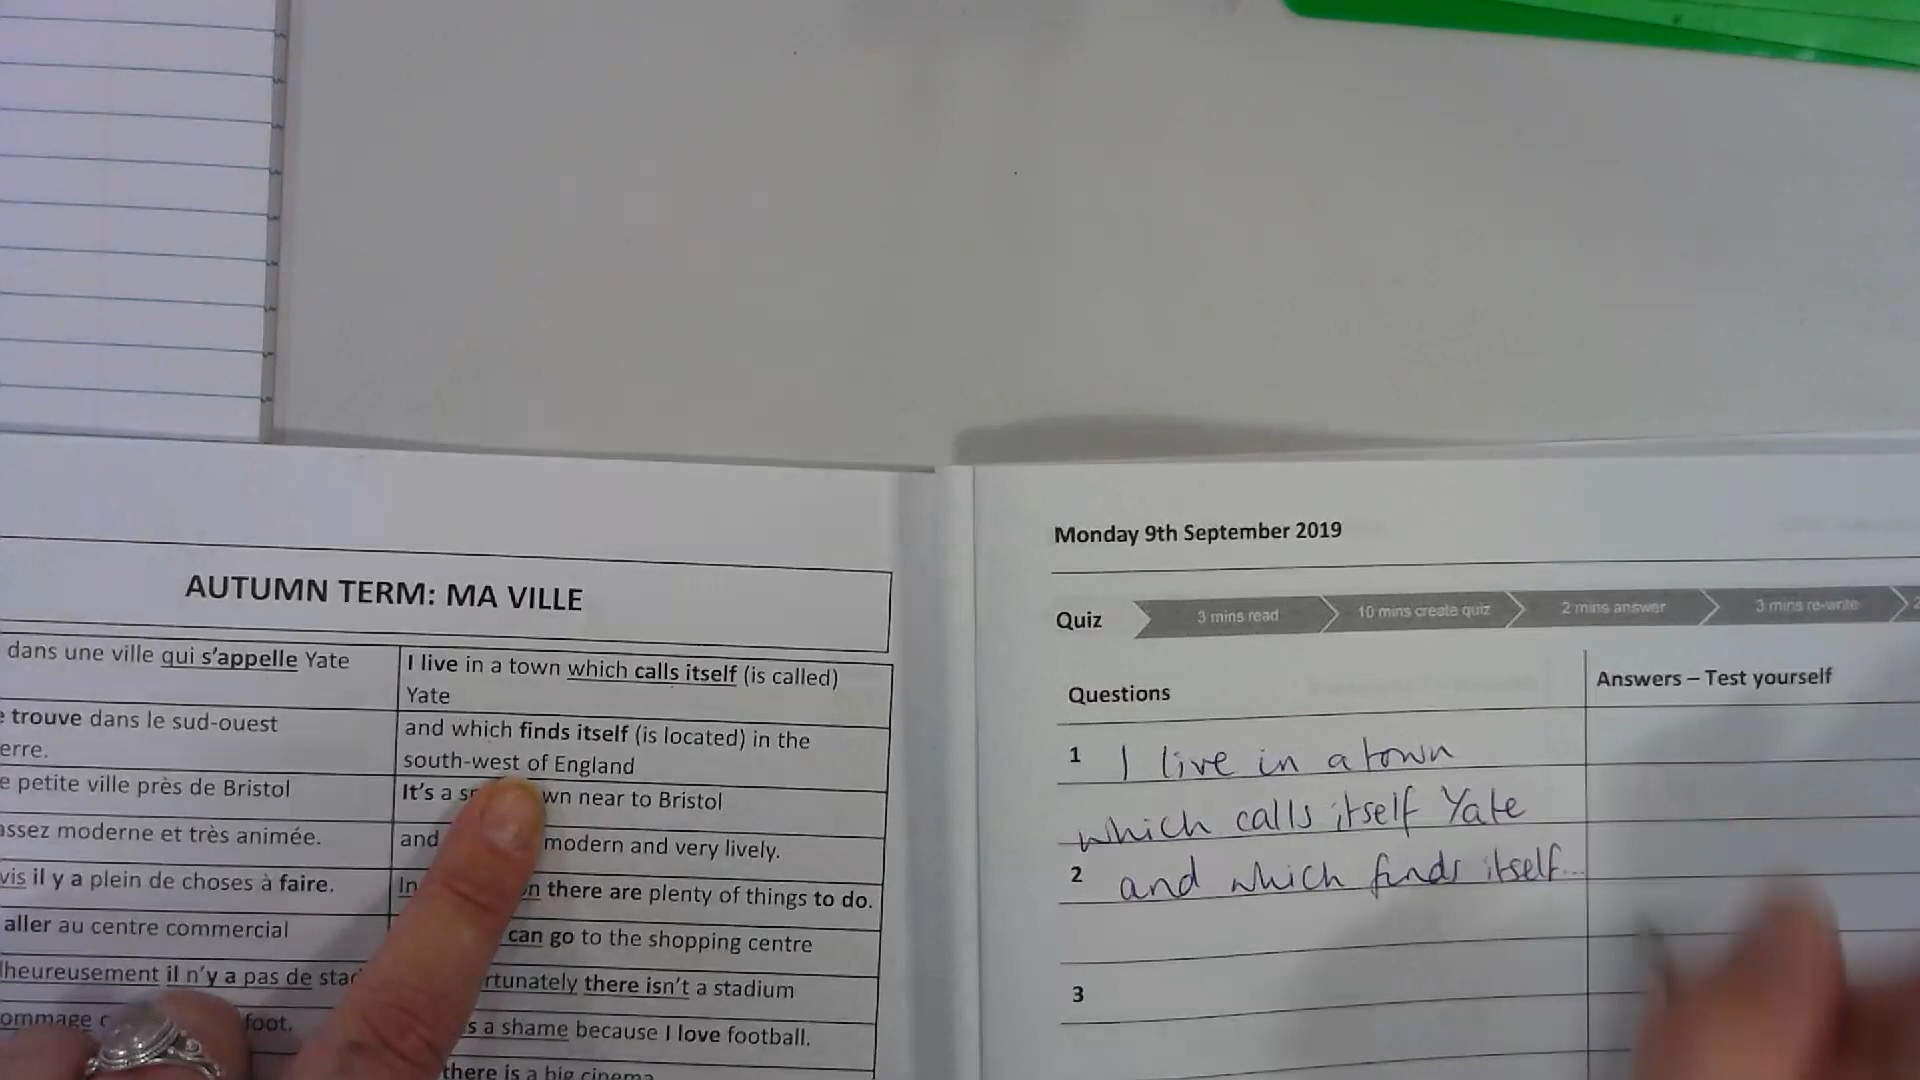 AUTUMN TERM: MA VILLE
dans une ville qui s'appelle Yate
I live in a town which calls itself (is called)
Yate
trouve dans le sud-ouest
erre.
and which finds itself (is located) in the
south-west of England
petite ville près de Bristol
It's a near to Bristol
assez moderne et très animée.
and modern and very lively.
vis il y a plein de choses à faire.
there are plenty of things to do.
aller au centre commercial
can go to the shopping centre
lheureusement il n'y a pas de
rtunately there isn't a stadium
ommage foot.
a shame because I love football.
there is a big cinema
Monday 9th September 2019
Quiz
3 mins read
10 mins create quiz
2 mins answer
3 mins re-write
2
Questions
Answers – Test yourself
1 I live in a town
which calls itself Yate
2 and which finds itself...
3